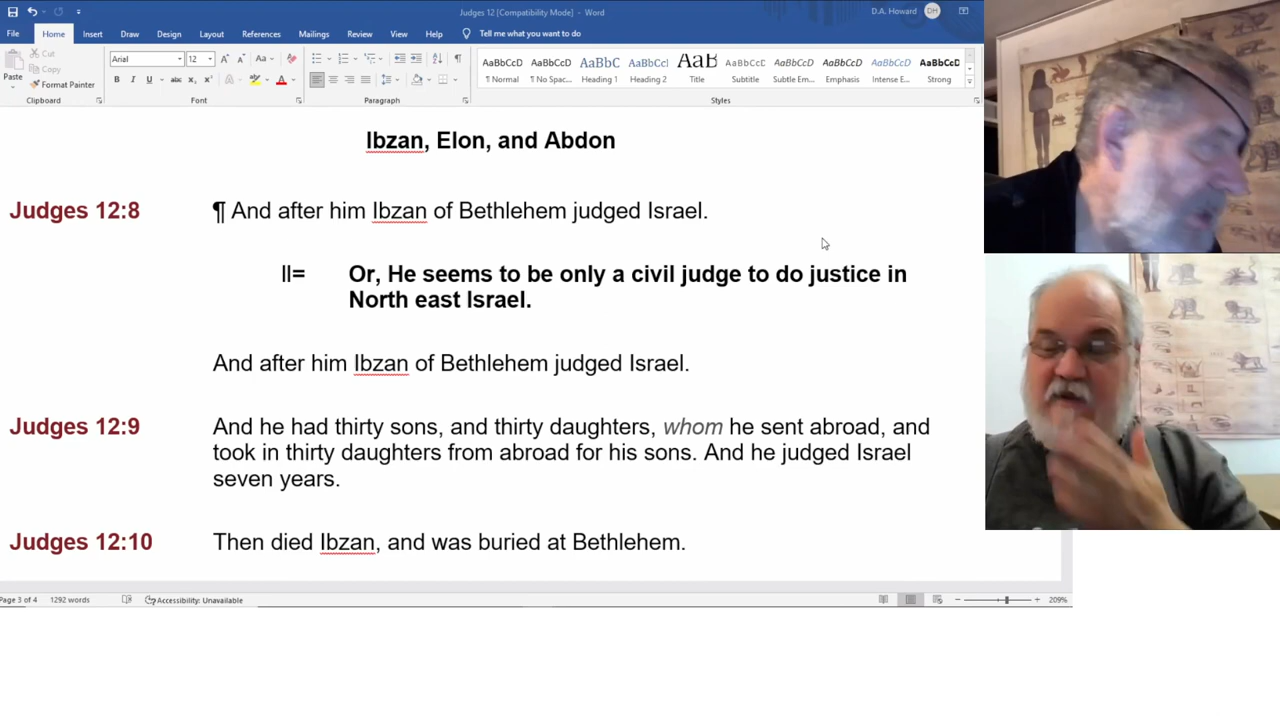 Judges 12 [Compatibility Mode] - Word
D.A. Howard
DH
File Home Insert Draw Design Layout References Mailings Review View Help Tell me what you want to do
Paste
Cut
Copy
Format Painter
Clipboard
Arial 12
B I U
Font
Paragraph
AaBbCcD AaBbCcD AaBbC AaBbCcl AaB AaBbCcD AaBbCcD AaBbCcD AaBbCcD AaBbCcD
¶ Normal ¶ No Spac... Heading 1 Heading 2 Title Subtitle Subtle Em... Emphasis Intense E... Strong
Styles
Ibzan, Elon, and Abdon
Judges 12:8 ¶ And after him Ibzan of Bethlehem judged Israel.
||= Or, He seems to be only a civil judge to do justice in
North east Israel.
And after him Ibzan of Bethlehem judged Israel.
Judges 12:9 And he had thirty sons, and thirty daughters, whom he sent abroad, and
took in thirty daughters from abroad for his sons. And he judged Israel
seven years.
Judges 12:10 Then died Ibzan, and was buried at Bethlehem.
Page 3 of 4 1292 words Accessibility: Unavailable 209%